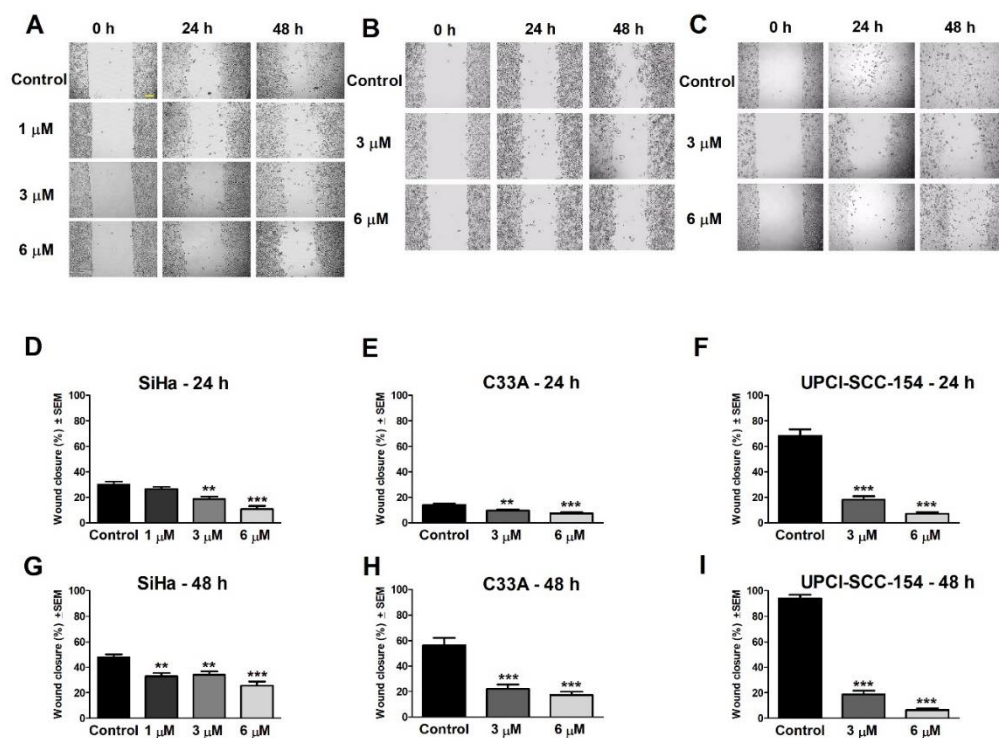 A
0 h 24 h 48 h
Control
1 μM
3 μM
6 μM
B
0 h 24 h 48 h
Control
3 μM
6 μM
C
0 h 24 h 48 h
Control
3 μM
6 μM
D
SiHa - 24 h
Wound closure (%) ± SEM
100
80
60
40
20
0
** ***
Control 1 μM 3 μM 6 μM
E
C33A - 24 h
Wound closure (%) ± SEM
100
80
60
40
20
0
** ***
Control 3 μM 6 μM
F
UPCI-SCC-154 - 24 h
Wound closure (%) ± SEM
100
80
60
40
20
0
*** ***
Control 3 μM 6 μM
G
SiHa - 48 h
Wound closure (%) ±SEM
100
80
60
40
20
0
** ** ***
Control 1 μM 3 μM 6 μM
H
C33A - 48 h
Wound closure (%) ± SEM
100
80
60
40
20
0
*** ***
Control 3 μM 6 μM
I
UPCI-SCC-154 - 48 h
Wound closure (%) ± SEM
100
80
60
40
20
0
*** ***
Control 3 μM 6 μM